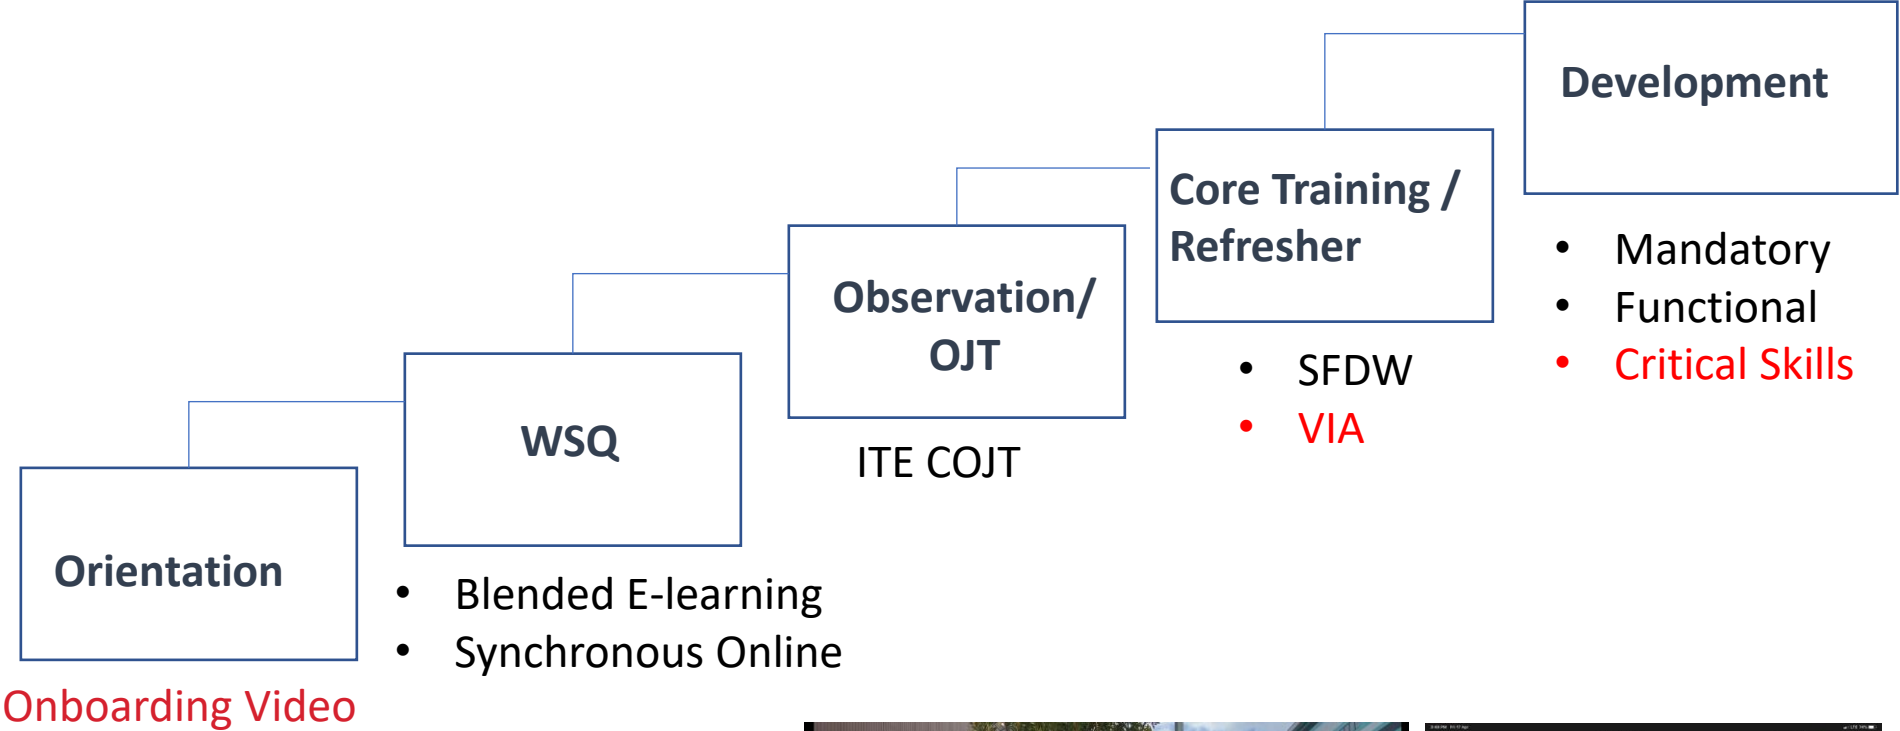 Orientation
Onboarding Video
WSQ
• Blended E-learning
• Synchronous Online
Observation/
OJT
ITE COJT
Core Training /
Refresher
• SFDW
• VIA
Development
• Mandatory
• Functional
• Critical Skills